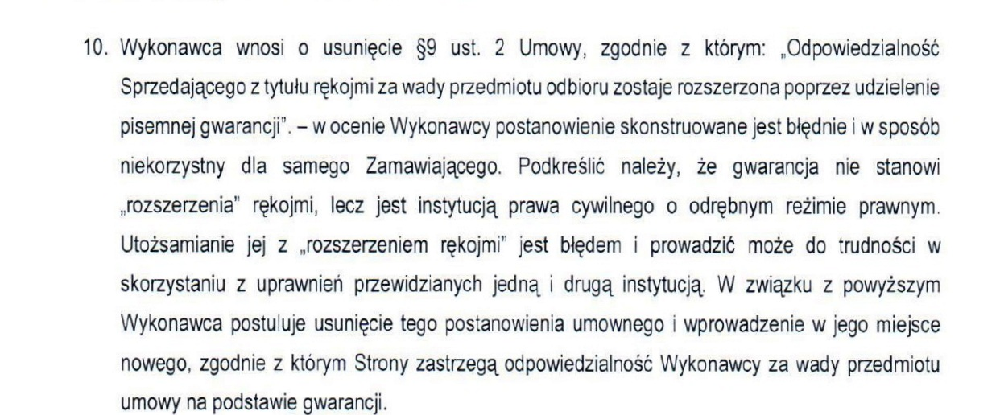 10. Wykonawca wnosi o usunięcie §9 ust. 2 Umowy, zgodnie z którym: „Odpowiedzialność
Sprzedającego z tytułu rękojmi za wady przedmiotu odbioru zostaje rozszerzona poprzez udzielenie
pisemnej gwarancji”. – w ocenie Wykonawcy postanowienie skonstruowane jest błędnie i w sposób
niekorzystny dla samego Zamawiającego. Podkreślić należy, że gwarancja nie stanowi
„rozszerzenia” rękojmi, lecz jest instytucją prawa cywilnego o odrębnym reżimie prawnym.
Utożsamianie jej z „rozszerzeniem rękojmi” jest błędem i prowadzić może do trudności w
skorzystaniu z uprawnień przewidzianych jedną i drugą instytucją. W związku z powyższym
Wykonawca postuluje usunięcie tego postanowienia umownego i wprowadzenie w jego miejsce
nowego, zgodnie z którym Strony zastrzegą odpowiedzialność Wykonawcy za wady przedmiotu
umowy na podstawie gwarancji.